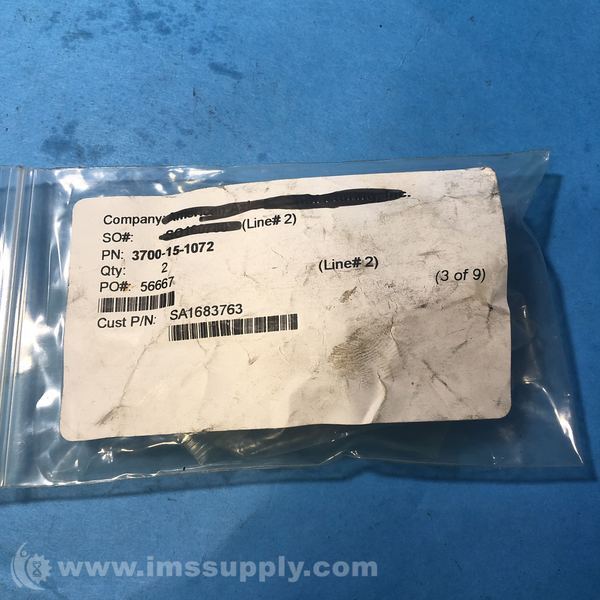 Company:
SO#: (Line# 2)
PN: 3700-15-1072
Qty: 2
(Line# 2)
(3 of 9)
PO#: 56667
Cust P/N: SA1683763
www.imssupply.com